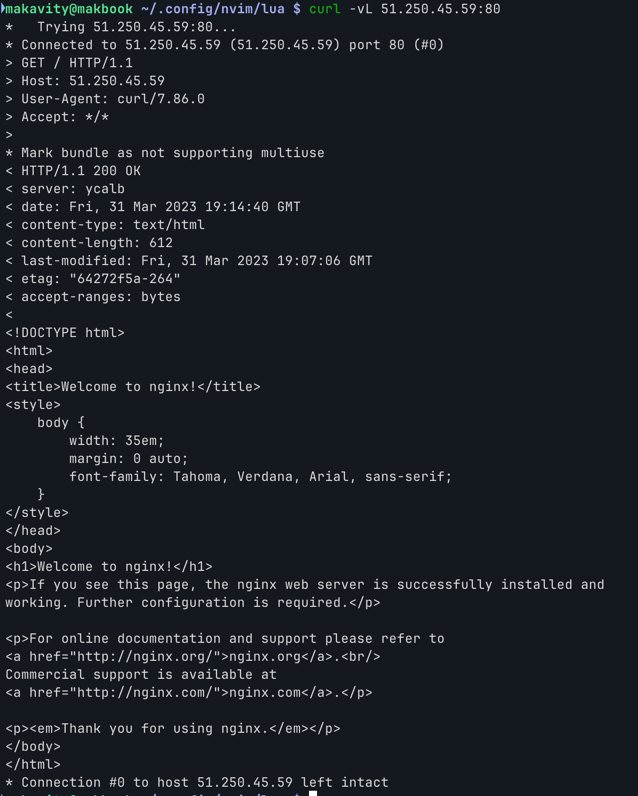 makavity@makbook ~/.config/nvim/lua $ curl -vL 51.250.45.59:80
*   Trying 51.250.45.59:80...
* Connected to 51.250.45.59 (51.250.45.59) port 80 (#0)
> GET / HTTP/1.1
> Host: 51.250.45.59
> User-Agent: curl/7.86.0
> Accept: */*
>
* Mark bundle as not supporting multiuse
< HTTP/1.1 200 OK
< server: ycalb
< date: Fri, 31 Mar 2023 19:14:40 GMT
< content-type: text/html
< content-length: 612
< last-modified: Fri, 31 Mar 2023 19:07:06 GMT
< etag: "64272f5a-264"
< accept-ranges: bytes
<
<!DOCTYPE html>
<html>
<head>
<title>Welcome to nginx!</title>
<style>
    body {
        width: 35em;
        margin: 0 auto;
        font-family: Tahoma, Verdana, Arial, sans-serif;
    }
</style>
</head>
<body>
<h1>Welcome to nginx!</h1>
<p>If you see this page, the nginx web server is successfully installed and
working. Further configuration is required.</p>

<p>For online documentation and support please refer to
<a href="http://nginx.org/">nginx.org</a>.<br/>
Commercial support is available at
<a href="http://nginx.com/">nginx.com</a>.</p>

<p><em>Thank you for using nginx.</em></p>
</body>
</html>
* Connection #0 to host 51.250.45.59 left intact